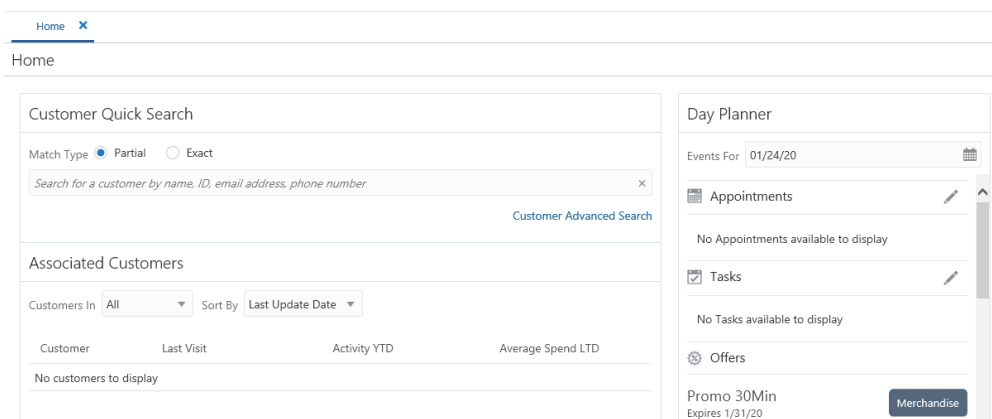 Home
Home
Customer Quick Search
Match Type Partial Exact
Search for a customer by name, ID, email address, phone number
Customer Advanced Search
Associated Customers
Customers In All Sort By Last Update Date
Customer Last Visit Activity YTD Average Spend LTD
No customers to display
Day Planner
Events For 01/24/20
Appointments
No Appointments available to display
Tasks
No Tasks available to display
Offers
Promo 30Min
Expires 1/31/20
Merchandise